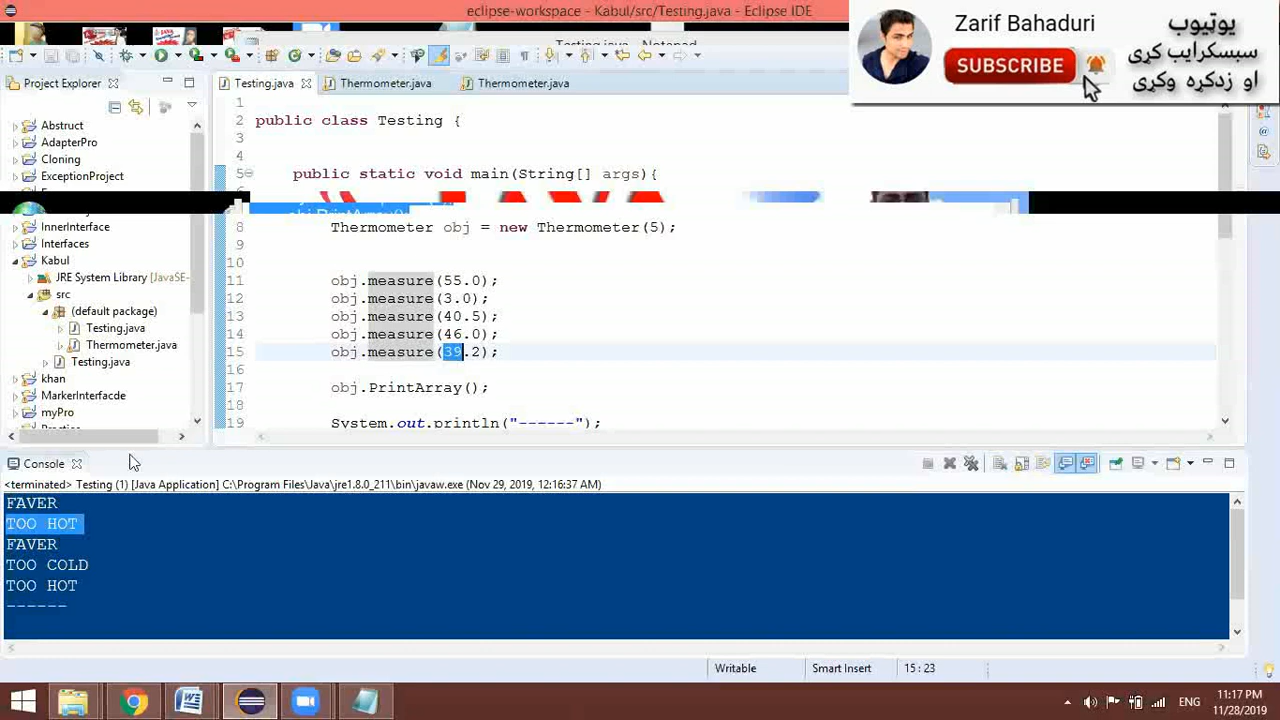 eclipse-workspace - Kabul/src/Testing.java - Eclipse IDE
Zarif Bahaduri
SUBSCRIBE
یوټیوب
سبسکرایب کړئ
او زدکړه وکړئ
Project Explorer
Testing.java
Thermometer.java
Thermometer.java
Abstruct
AdapterPro
Cloning
ExceptionProject
InnerInterface
Interfaces
Kabul
JRE System Library [JavaSE-
src
(default package)
Testing.java
Thermometer.java
Testing.java
khan
MarkerInterfacde
myPro
1
2 public class Testing {
3
4
5 public static void main(String[] args){
8 Thermometer obj = new Thermometer(5);
9
10
11 obj.measure(55.0);
12 obj.measure(3.0);
13 obj.measure(40.5);
14 obj.measure(46.0);
15 obj.measure(39.2);
16
17 obj.PrintArray();
18
19 System.out.println("------");
Console
<terminated> Testing (1) [Java Application] C:\Program Files\Java\jre1.8.0_211\bin\javaw.exe (Nov 29, 2019, 12:16:37 AM)
FAVER
TOO HOT
FAVER
TOO COLD
TOO HOT
------
Writable
Smart Insert
15 : 23
ENG
11:17 PM
11/28/2019